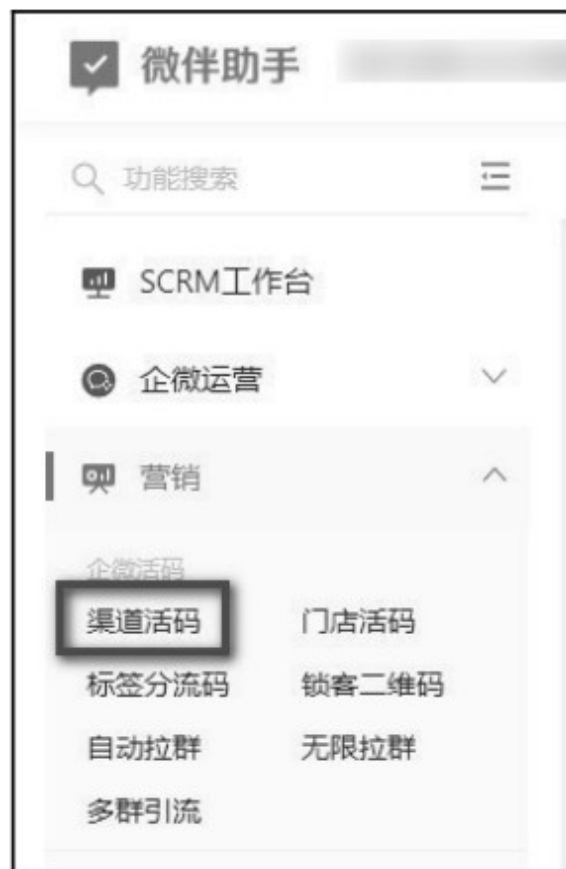 微伴助手
功能搜索
SCRM工作台
企微运营
营销
企微活码
渠道活码 门店活码
标签分流码 锁客二维码
自动拉群 无限拉群
多群引流